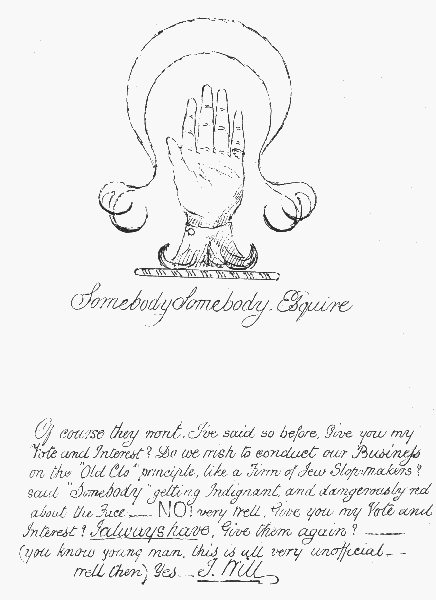 Somebody Somebody. Esquire
Of course they wont. I've said so before, Give you my
Vote and Interest? Do we wish to conduct our Business
on the "Old Clo" principle, like a Firm of Jew Slop-makers?
said "Somebody" getting Indignant, and dangerously red
about the Face — NO! very well, Give you my Vote and
Interest? I always have, Give them again? —
(you know young man, this is all very unofficial —
well then) Yes — I Will